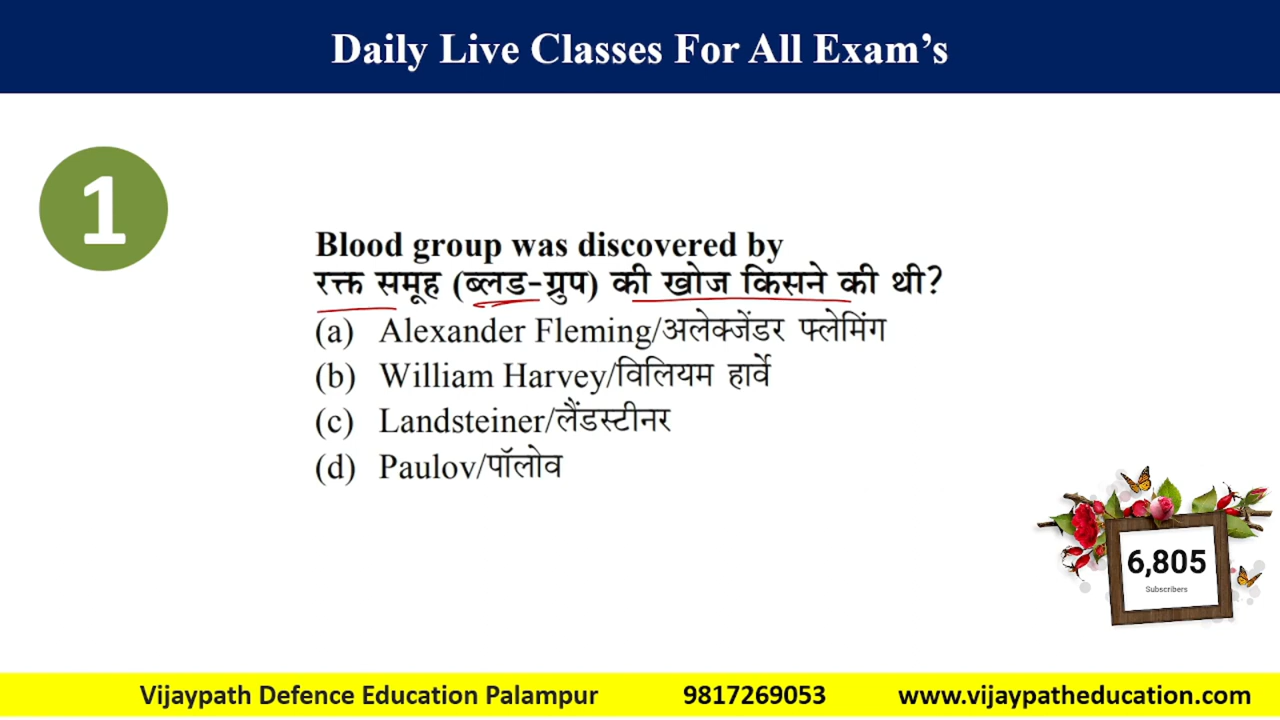 Daily Live Classes For All Exam’s
1
Blood group was discovered by
रक्त समूह (ब्लड-ग्रुप) की खोज किसने की थी?
(a) Alexander Fleming/अलेक्जेंडर फ्लेमिंग
(b) William Harvey/विलियम हार्वे
(c) Landsteiner/लैंडस्टीनर
(d) Paulov/पॉलोव
6,805
Subscribers
Vijaypath Defence Education Palampur 9817269053 www.vijaypatheducation.com